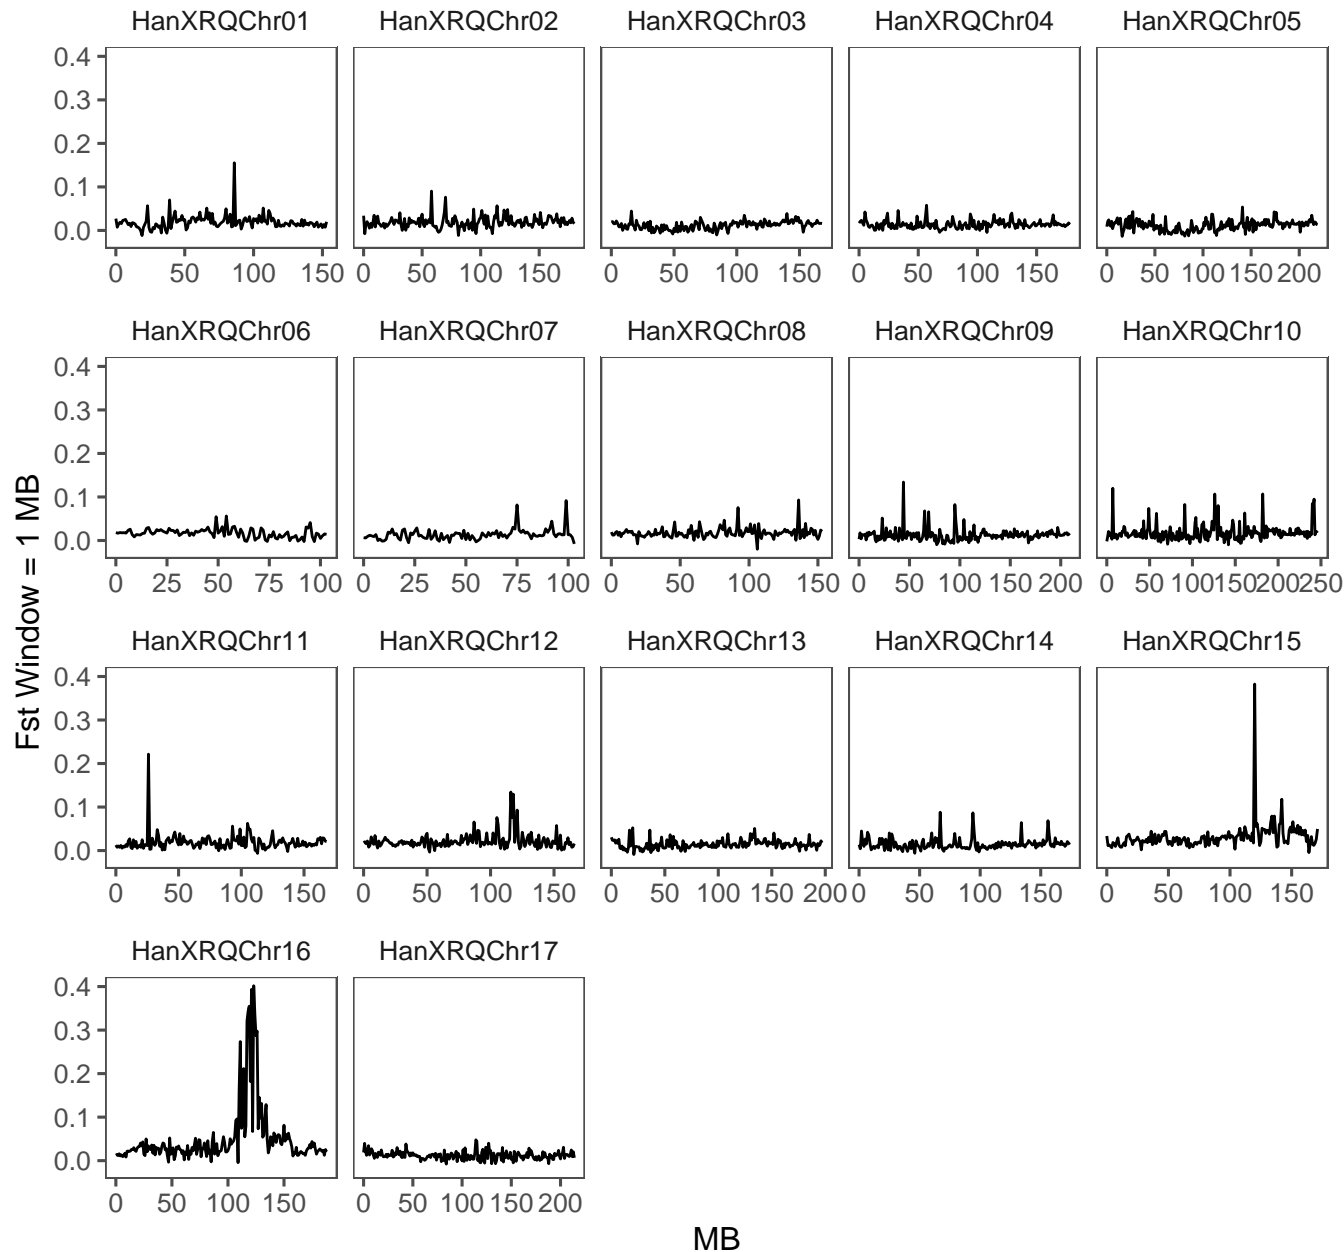 HanXRQChr01 HanXRQChr02 HanXRQChr03 HanXRQChr04 HanXRQChr05
0.4
0.3
0.2
0.1
0.0
0 50 100 150 0 50 100 150 0 50 100 150 0 50 100 150 0 50 100 150 200
HanXRQChr06 HanXRQChr07 HanXRQChr08 HanXRQChr09 HanXRQChr10
0.4
0.3
0.2
0.1
0.0
0 25 50 75 100 0 25 50 75 100 0 50 100 150 0 50 100 150 200 0 50 100 150 200 250
Fst Window = 1 MB
HanXRQChr11 HanXRQChr12 HanXRQChr13 HanXRQChr14 HanXRQChr15
0.4
0.3
0.2
0.1
0.0
0 50 100 150 0 50 100 150 0 50 100 150 200 0 50 100 150 0 50 100 150
HanXRQChr16 HanXRQChr17
0.4
0.3
0.2
0.1
0.0
0 50 100 150 0 50 100 150 200
MB